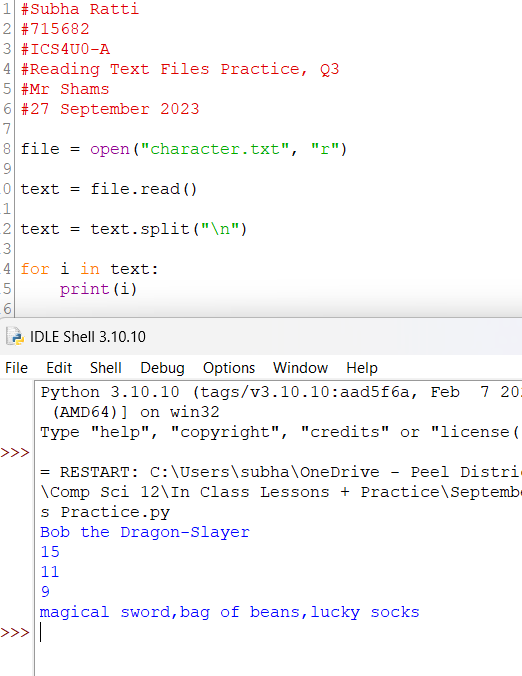 1 #Subha Ratti
2 #715682
3 #ICS4U0-A
4 #Reading Text Files Practice, Q3
5 #Mr Shams
6 #27 September 2023
7
8 file = open("character.txt", "r")
9
0 text = file.read()
1
2 text = text.split("\n")
3
4 for i in text:
5     print(i)
6
IDLE Shell 3.10.10
File Edit Shell Debug Options Window Help
Python 3.10.10 (tags/v3.10.10:aad5f6a, Feb  7 20
(AMD64)] on win32
Type "help", "copyright", "credits" or "license(
>>>
= RESTART: C:\Users\subha\OneDrive - Peel Distri
\Comp Sci 12\In Class Lessons + Practice\Septemb
s Practice.py
Bob the Dragon-Slayer
15
11
9
magical sword,bag of beans,lucky socks
>>>